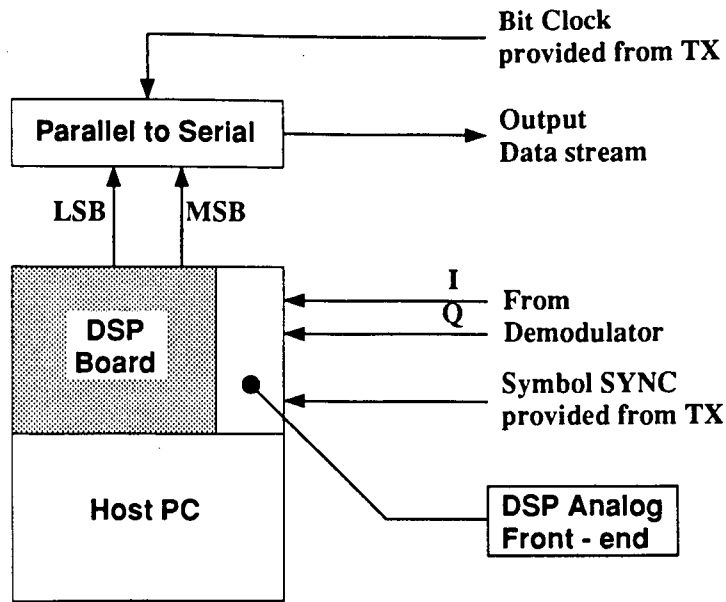 Bit Clock
provided from TX
Parallel to Serial
Output
Data stream
LSB
MSB
I
Q
From
Demodulator
DSP
Board
Symbol SYNC
provided from TX
Host PC
DSP Analog
Front - end